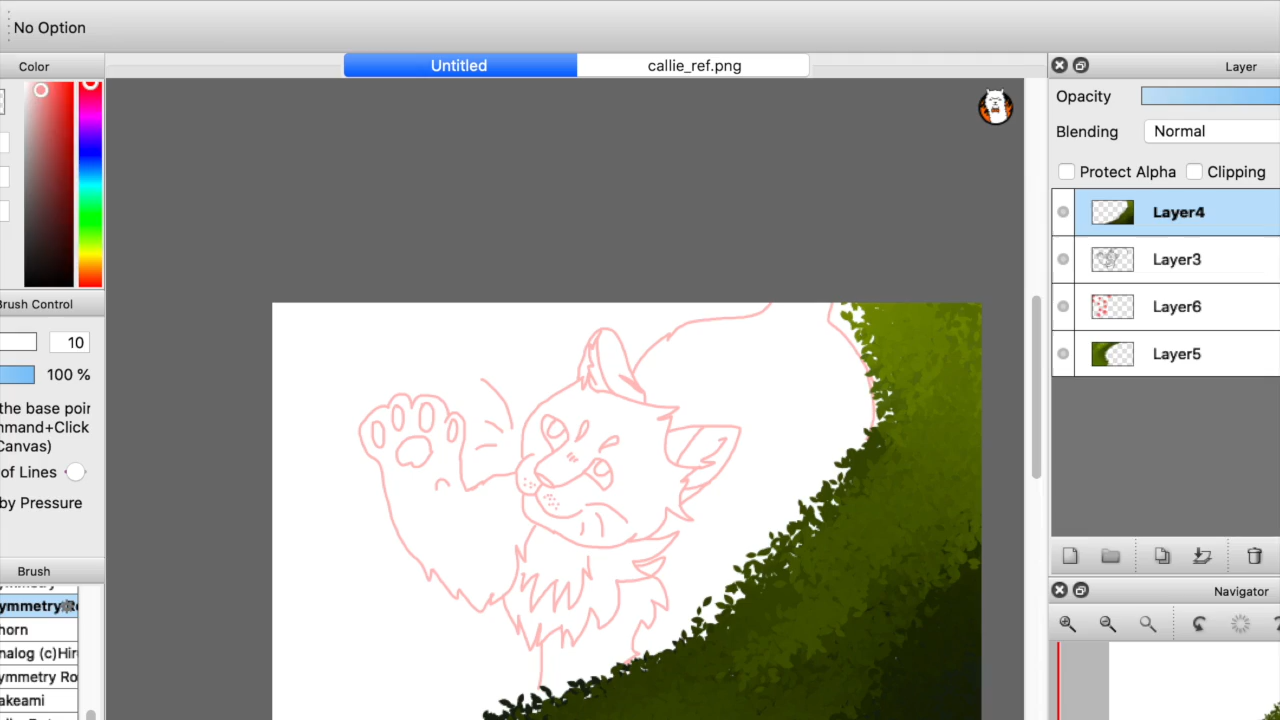 No Option
Color
Untitled
callie_ref.png
Layer
Opacity
Blending
Normal
Protect Alpha
Clipping
Layer4
Layer3
Layer6
Layer5
Brush Control
10
100 %
the base poir
mmand+Click
Canvas)
of Lines
by Pressure
Brush
ymmetry Ro
horn
nalog (c)Hir
ymmetry Ro
akeami
Navigator